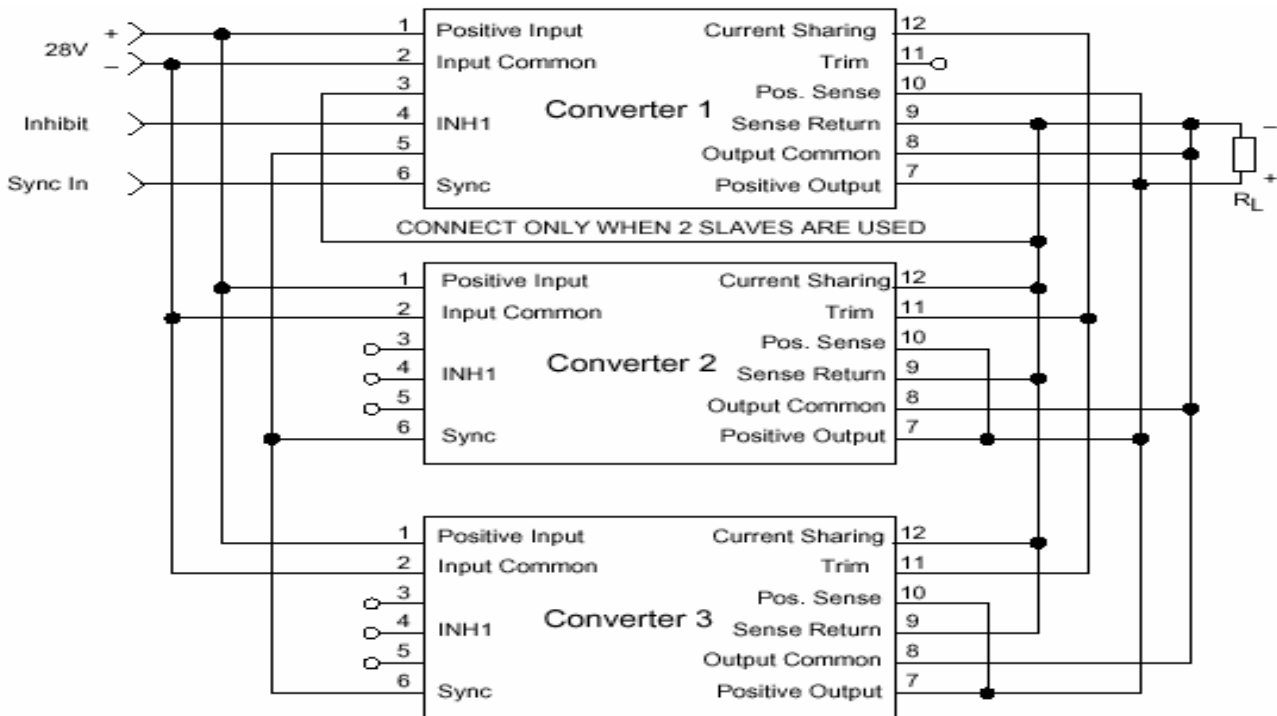 +
28V
–
Inhibit
Sync In
1 Positive Input Current Sharing 12
2 Input Common Trim 11
3 Pos. Sense 10
Converter 1
4 INH1 Sense Return 9
5 Output Common 8
6 Sync Positive Output 7
–
+
RL
CONNECT ONLY WHEN 2 SLAVES ARE USED
1 Positive Input Current Sharing 12
2 Input Common Trim 11
3 Pos. Sense 10
Converter 2
4 INH1 Sense Return 9
5 Output Common 8
6 Sync Positive Output 7
1 Positive Input Current Sharing 12
2 Input Common Trim 11
3 Pos. Sense 10
Converter 3
4 INH1 Sense Return 9
5 Output Common 8
6 Sync Positive Output 7